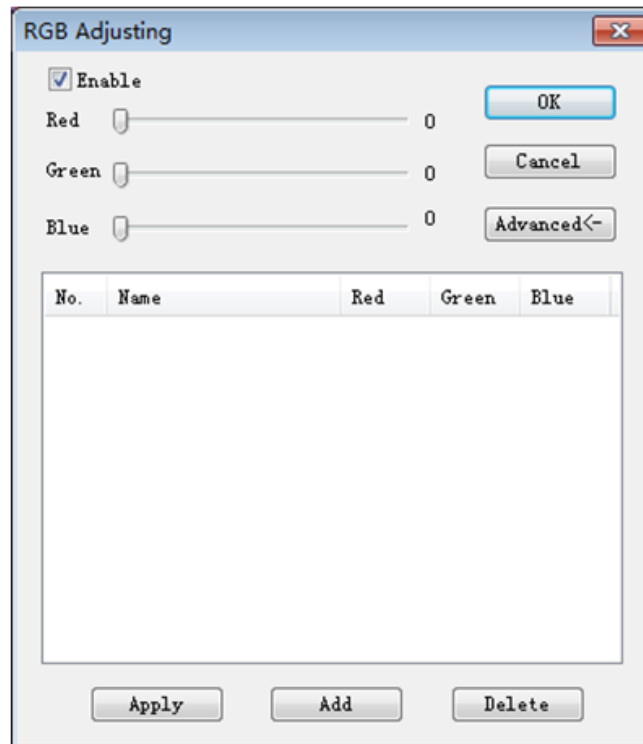 RGB Adjusting
Enable
Red 0
OK
Green 0
Cancel
Blue 0
Advanced<-
No. Name Red Green Blue
Apply Add Delete